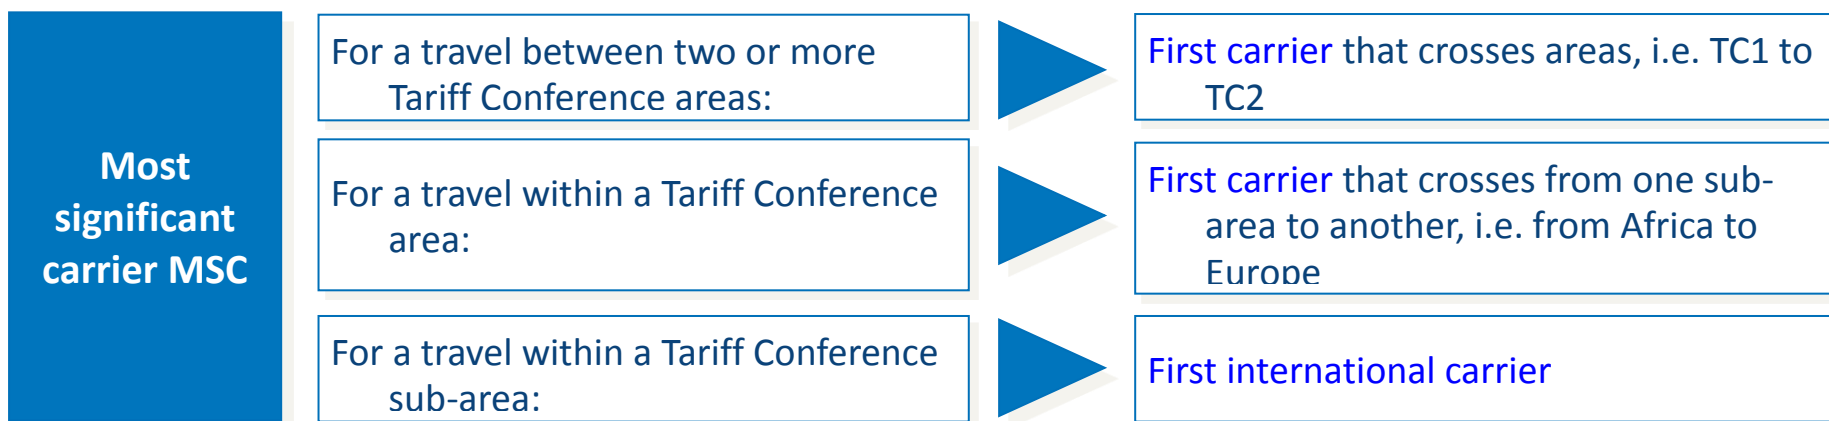 Most
significant
carrier MSC
For a travel between two or more
Tariff Conference areas:
First carrier that crosses areas, i.e. TC1 to
TC2
For a travel within a Tariff Conference
area:
First carrier that crosses from one sub-
area to another, i.e. from Africa to
Europe
For a travel within a Tariff Conference
sub-area:
First international carrier